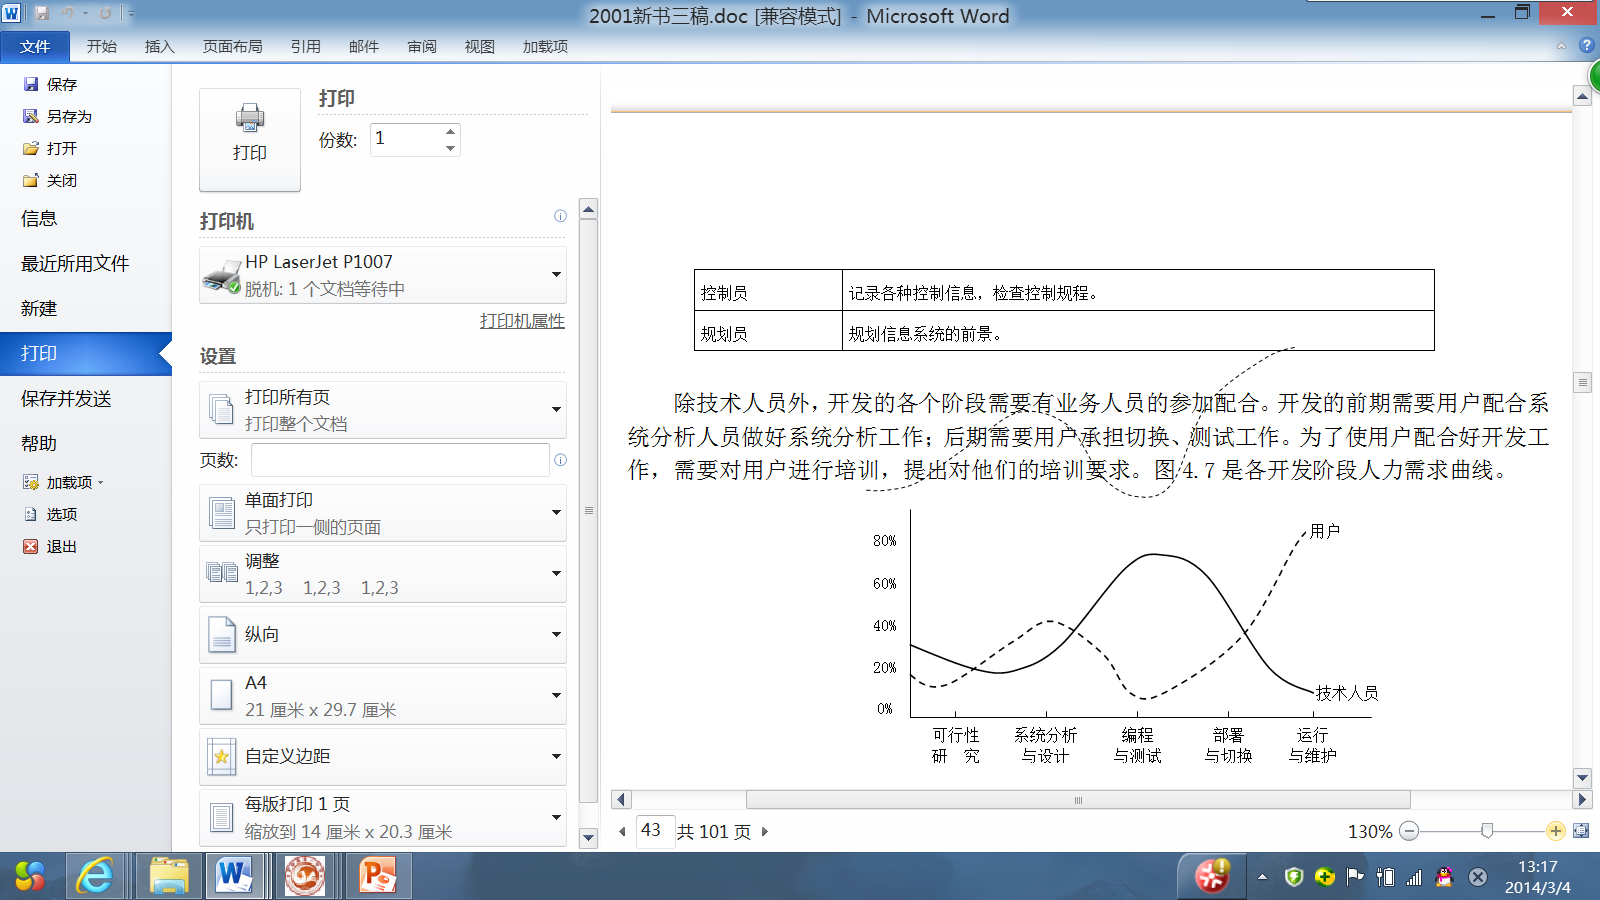 2001新书三稿.doc [兼容模式] - Microsoft Word
文件 开始 插入 页面布局 引用 邮件 审阅 视图 加载项
保存
另存为
打开
关闭
信息
最近所用文件
新建
打印
保存并发送
帮助
加载项
选项
退出
打印
打印
份数: 1
打印机
HP LaserJet P1007
脱机: 1 个文档等待中
打印机属性
设置
打印所有页
打印整个文档
页数:
单面打印
只打印一侧的页面
调整
1,2,3 1,2,3 1,2,3
纵向
A4
21 厘米 x 29.7 厘米
自定义边距
每版打印 1 页
缩放到 14 厘米 x 20.3 厘米
控制员 记录各种控制信息，检查控制规程。
规划员 规划信息系统的前景。
除技术人员外，开发的各个阶段需要有业务人员的参加配合。开发的前期需要用户配合系
统分析人员做好系统分析工作；后期需要用户承担切换、测试工作。为了使用户配合好开发工
作，需要对用户进行培训，提出对他们的培训要求。图 4.7 是各开发阶段人力需求曲线。
80%
60%
40%
20%
0%
用户
技术人员
可行性 系统分析 编程 部署 运行
研 究 与设计 与测试 与切换 与维护
43 共 101 页
130%
13:17
2014/3/4